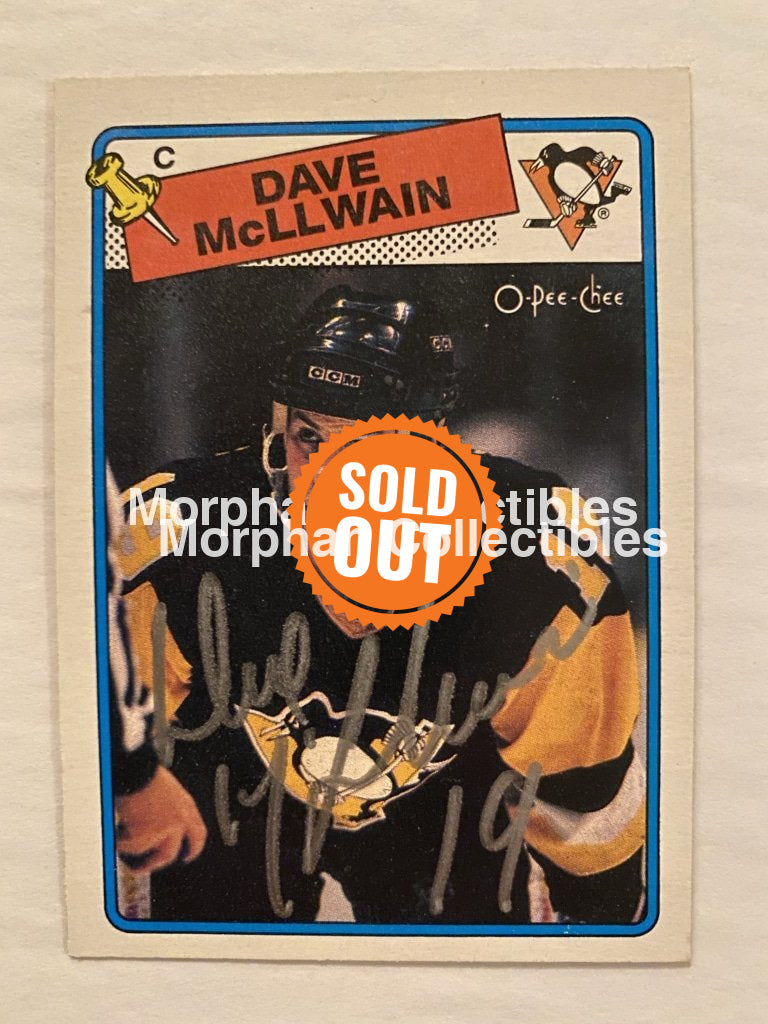 C
DAVE
McLLWAIN
®
O-Pee-Chee
CCM
Morphan Collectibles
Morphan Collectibles
SOLD
OUT
19